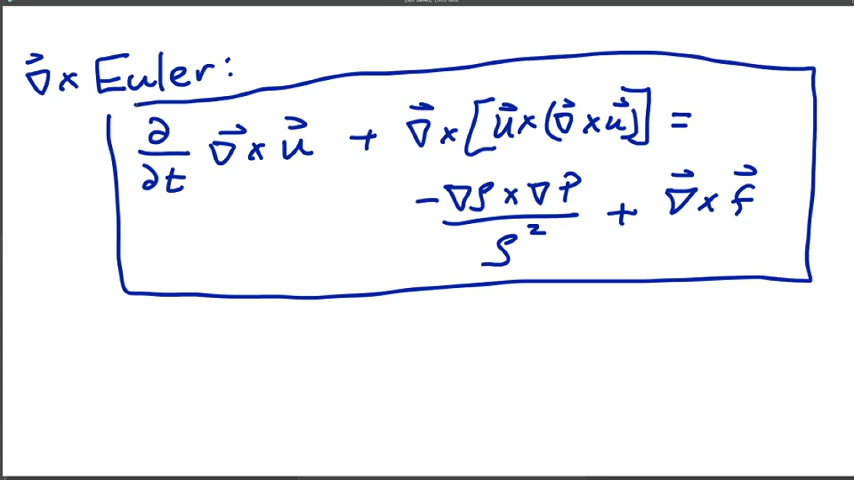 ∇⃗ × Euler:
∂/∂t ∇⃗ × u⃗ + ∇⃗ × [u⃗ × (∇⃗ × u⃗)] =
-∇ρ × ∇P / ρ² + ∇⃗ × f⃗